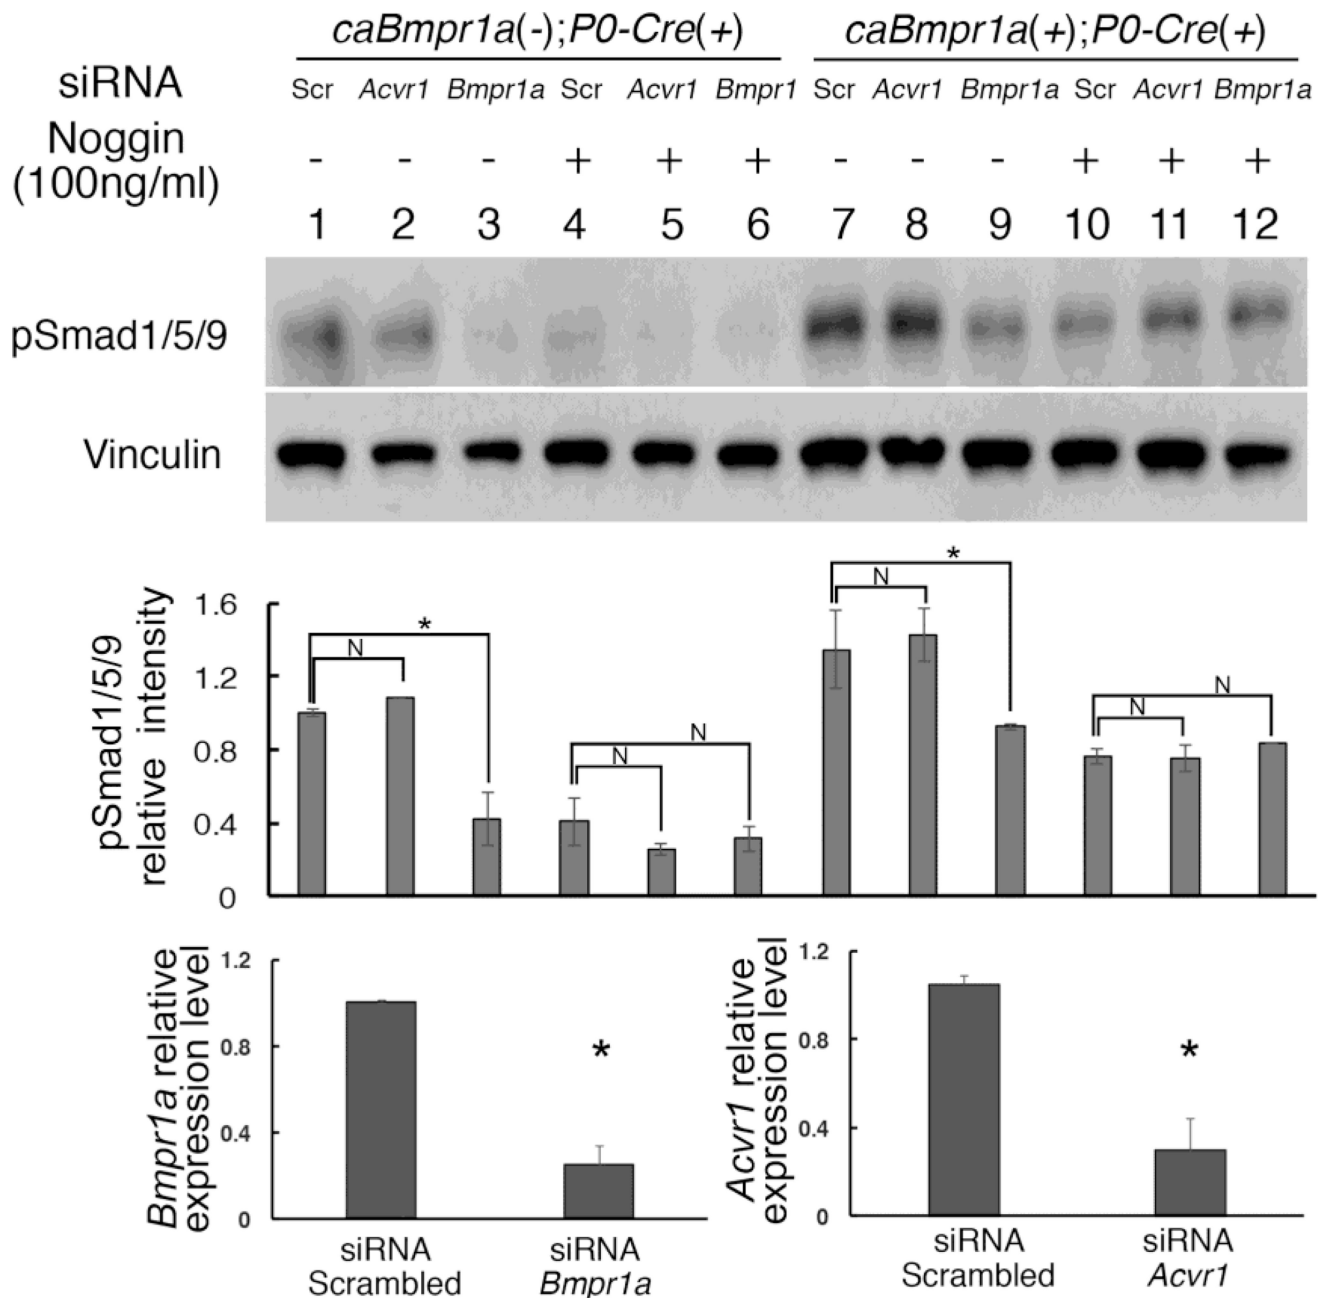 caBmpr1a(-);P0-Cre(+) caBmpr1a(+);P0-Cre(+)
siRNA Scr Acvr1 Bmpr1a Scr Acvr1 Bmpr1 Scr Acvr1 Bmpr1a Scr Acvr1 Bmpr1a
Noggin
(100ng/ml) - - - + + + - - - + + +
1 2 3 4 5 6 7 8 9 10 11 12
pSmad1/5/9
Vinculin
pSmad1/5/9
relative intensity
1.6
1.2
0.8
0.4
0
* N N N * N N N
Bmpr1a relative
expression level
1.2
0.8
0.4
0
*
siRNA
Scrambled
siRNA
Bmpr1a
Acvr1 relative
expression level
1.2
0.8
0.4
0
*
siRNA
Scrambled
siRNA
Acvr1